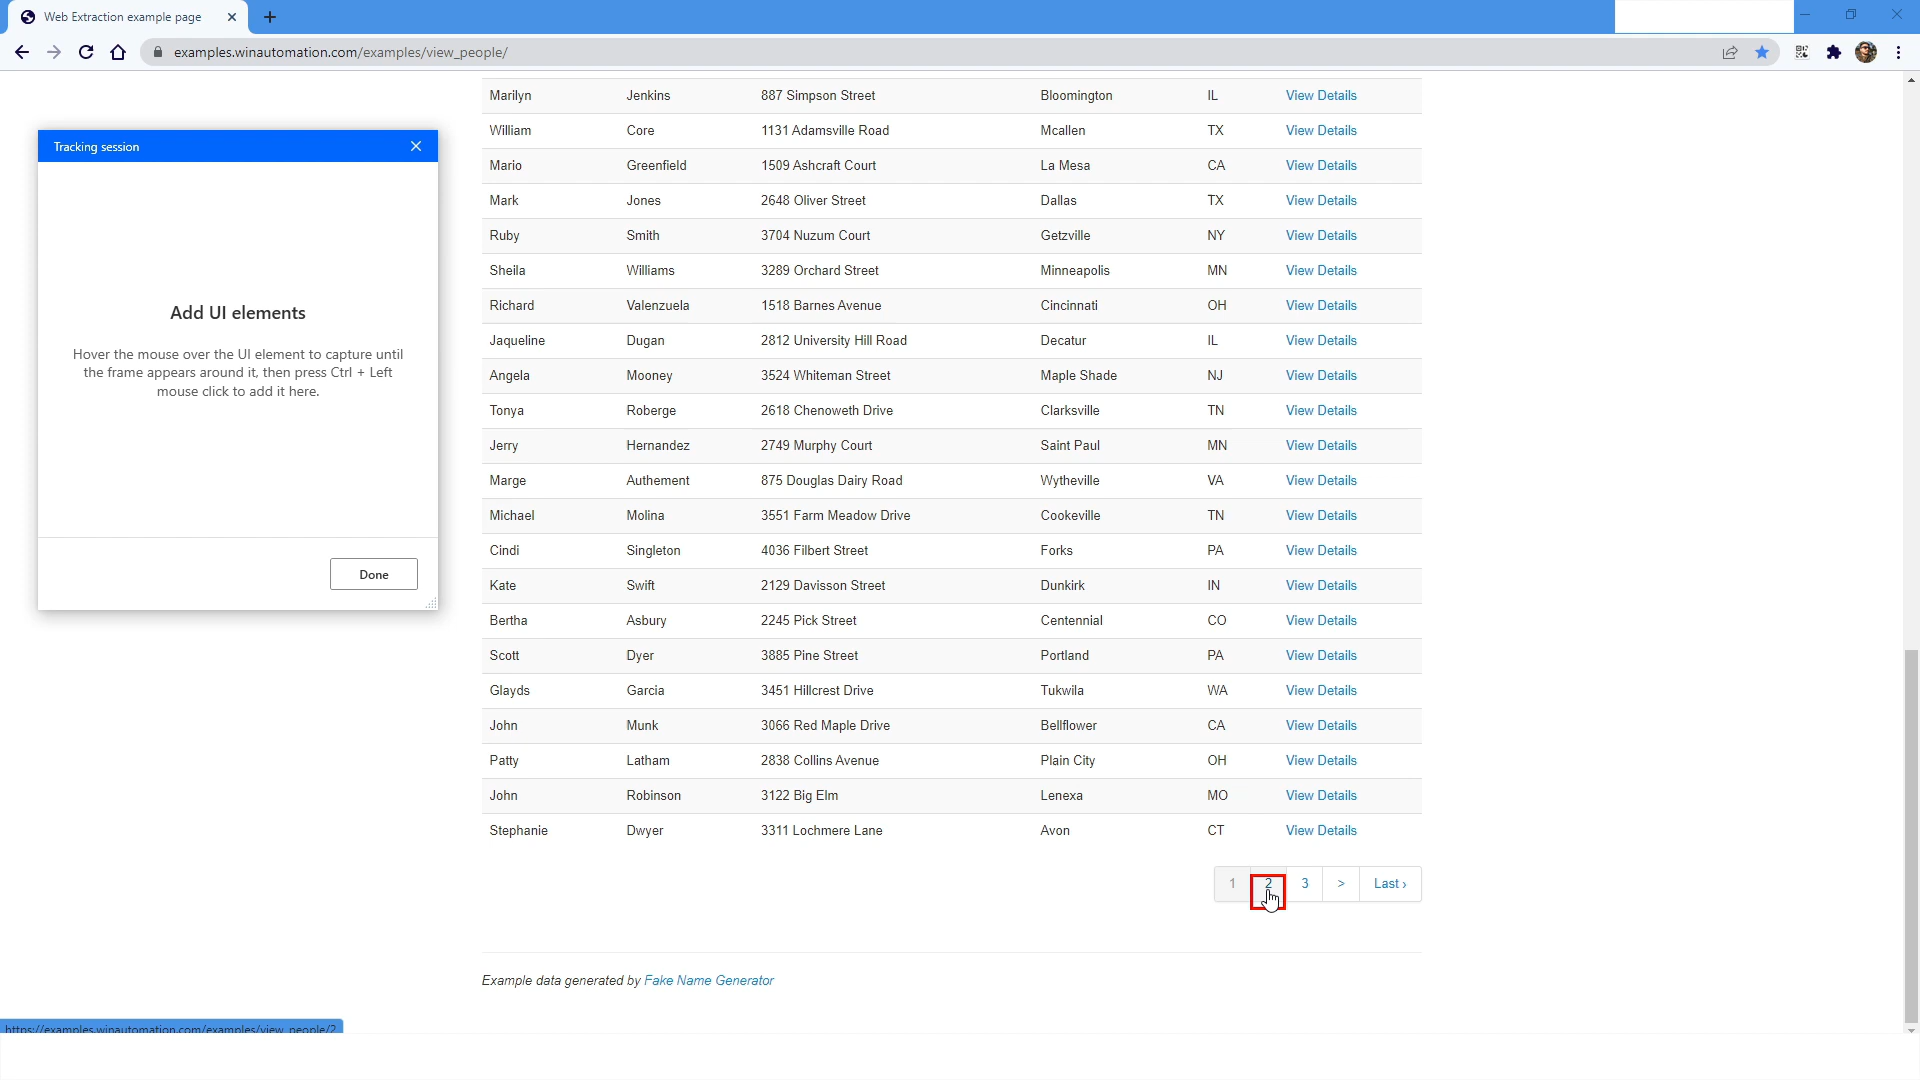 Web Extraction example page
examples.winautomation.com/examples/view_people/
Tracking session
Add UI elements
Hover the mouse over the UI element to capture until
the frame appears around it, then press Ctrl + Left
mouse click to add it here.
Done
Marilyn Jenkins 887 Simpson Street Bloomington IL View Details
William Core 1131 Adamsville Road Mcallen TX View Details
Mario Greenfield 1509 Ashcraft Court La Mesa CA View Details
Mark Jones 2648 Oliver Street Dallas TX View Details
Ruby Smith 3704 Nuzum Court Getzville NY View Details
Sheila Williams 3289 Orchard Street Minneapolis MN View Details
Richard Valenzuela 1518 Barnes Avenue Cincinnati OH View Details
Jaqueline Dugan 2812 University Hill Road Decatur IL View Details
Angela Mooney 3524 Whiteman Street Maple Shade NJ View Details
Tonya Roberge 2618 Chenoweth Drive Clarksville TN View Details
Jerry Hernandez 2749 Murphy Court Saint Paul MN View Details
Marge Authement 875 Douglas Dairy Road Wytheville VA View Details
Michael Molina 3551 Farm Meadow Drive Cookeville TN View Details
Cindi Singleton 4036 Filbert Street Forks PA View Details
Kate Swift 2129 Davisson Street Dunkirk IN View Details
Bertha Asbury 2245 Pick Street Centennial CO View Details
Scott Dyer 3885 Pine Street Portland PA View Details
Glayds Garcia 3451 Hillcrest Drive Tukwila WA View Details
John Munk 3066 Red Maple Drive Bellflower CA View Details
Patty Latham 2838 Collins Avenue Plain City OH View Details
John Robinson 3122 Big Elm Lenexa MO View Details
Stephanie Dwyer 3311 Lochmere Lane Avon CT View Details
1 2 3 > Last ›
Example data generated by Fake Name Generator
https://examples.winautomation.com/examples/view_people/2